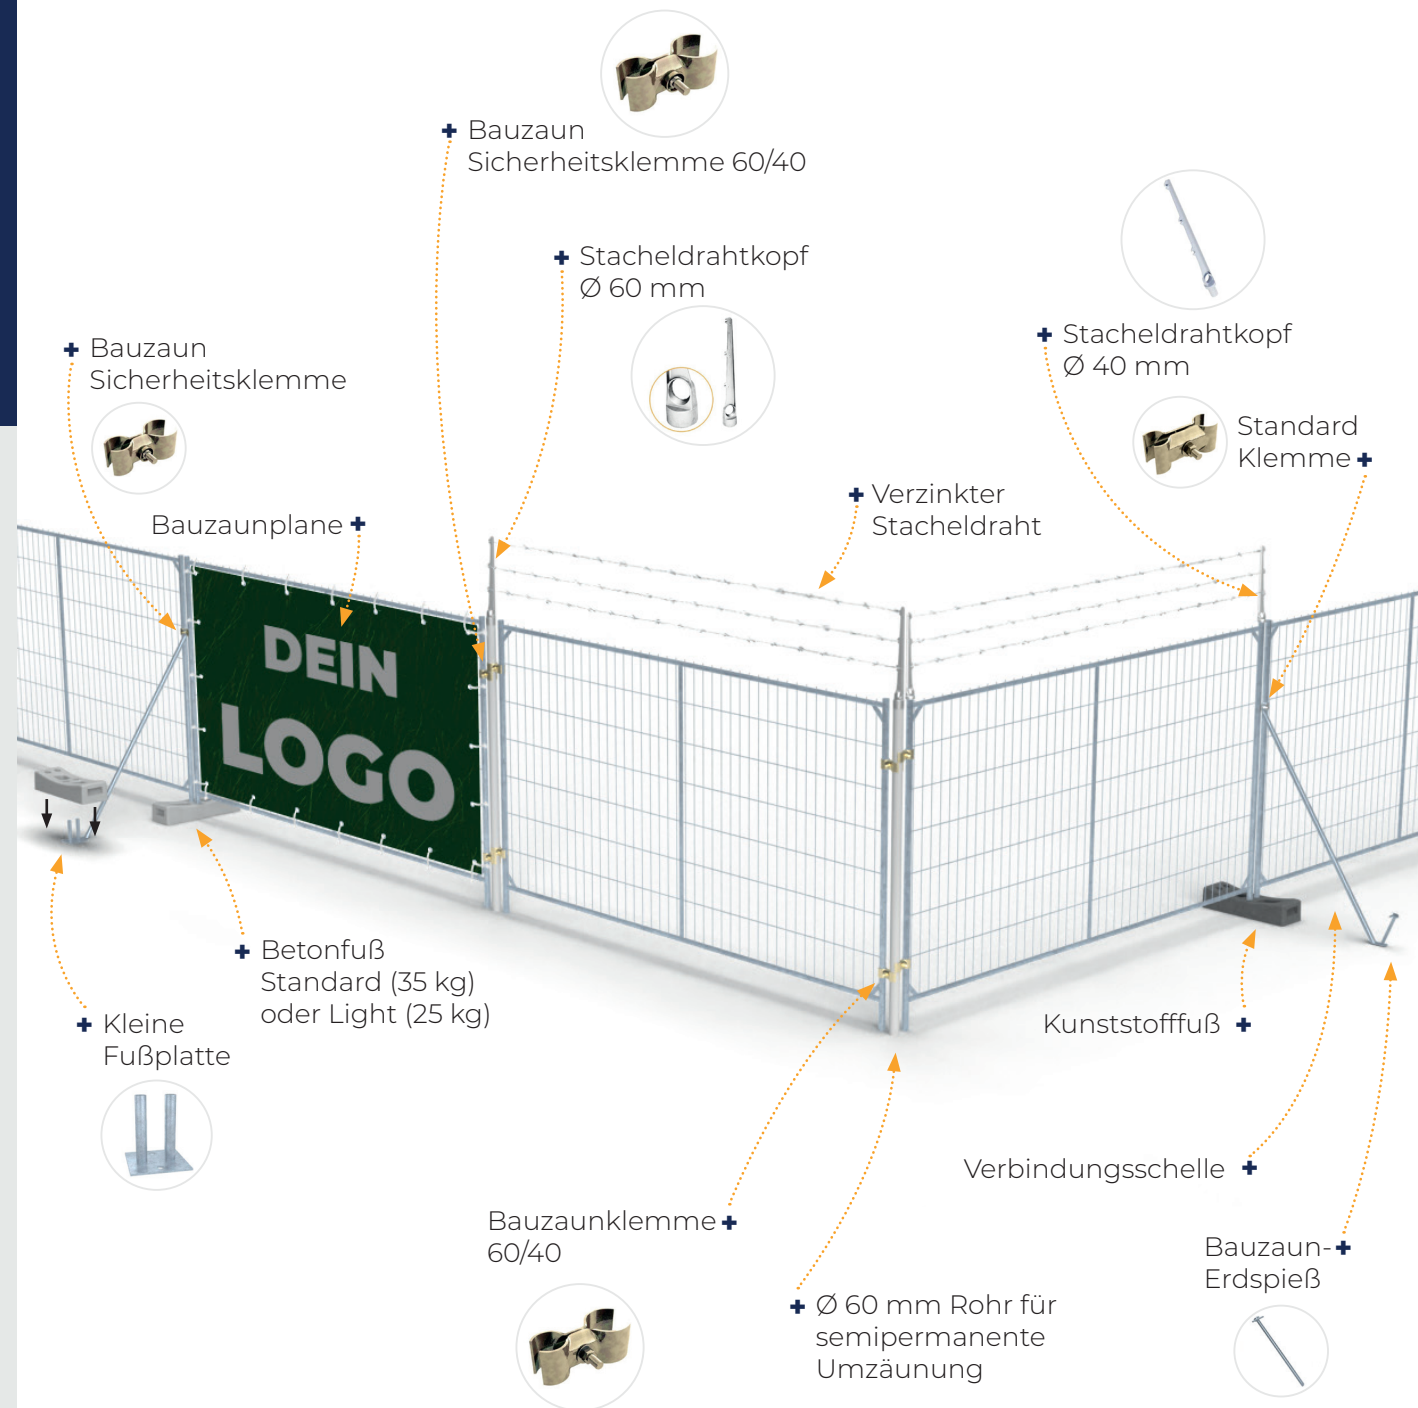 Bauzaun
Sicherheitsklemme 60/40
Stacheldrahtkopf
Ø 60 mm
Stacheldrahtkopf
Ø 40 mm
Bauzaun
Sicherheitsklemme
Standard
Klemme
Verzinkter
Stacheldraht
Bauzaunplane
DEIN
LOGO
Betonfuß
Standard (35 kg)
oder Light (25 kg)
Kleine
Fußplatte
Kunststofffuß
Verbindungsschelle
Bauzaunklemme
60/40
Bauzaun-
Erdspieß
Ø 60 mm Rohr für
semipermanente
Umzäunung